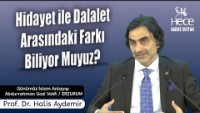 Hidayet ile Dalalet
Arasındaki Farkı
Biliyor Muyuz?
HECE
Günümüz İslam Anlayışı
Abdurrahman Gazi Vakfı / ERZURUM
Prof. Dr. Halis Aydemir